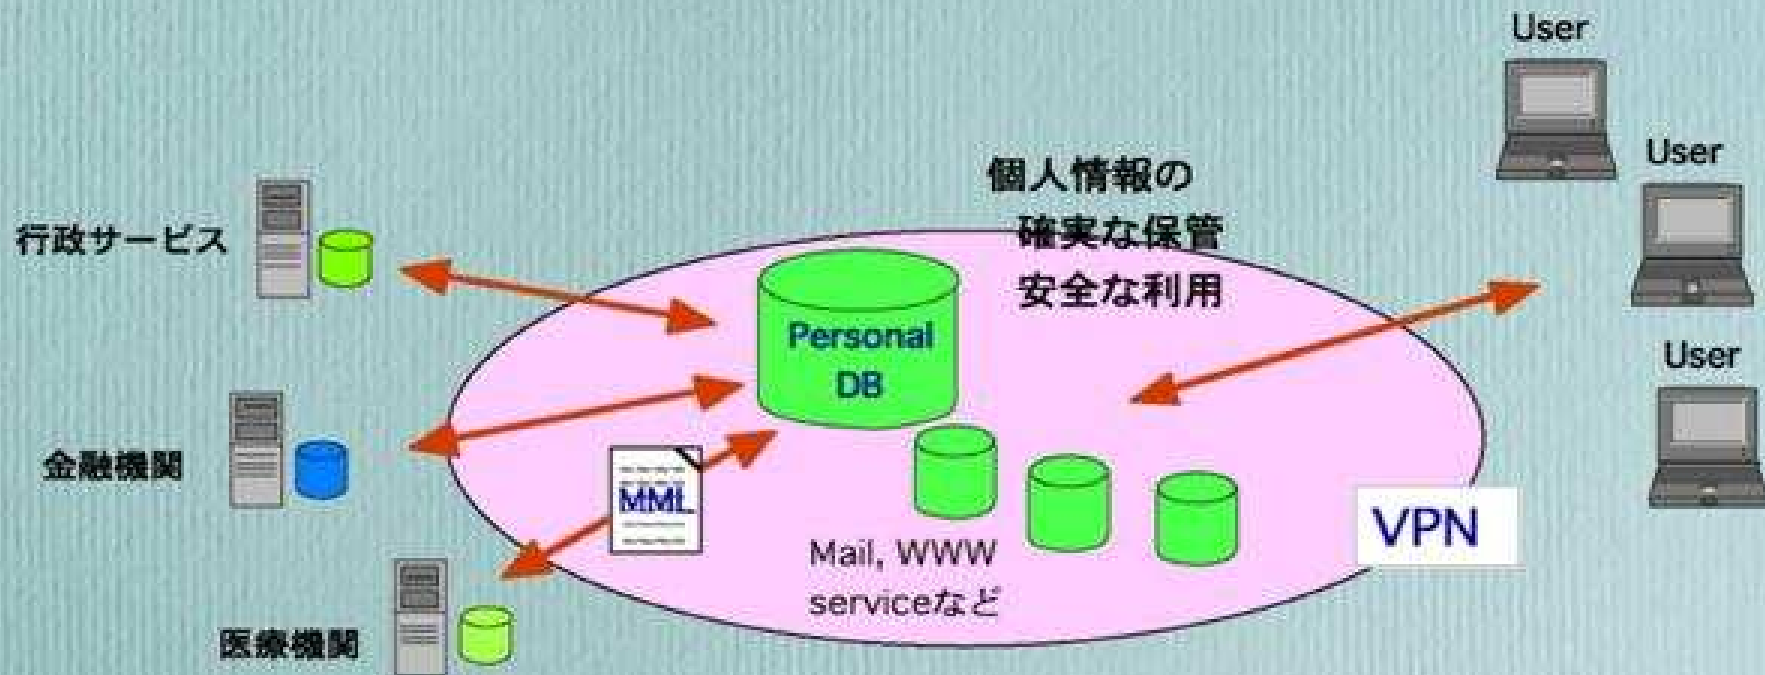 User
User
個人情報の
確実な保管
安全な利用
行政サービス
Personal
DB
User
金融機関
MML
VPN
Mail, WWW
serviceなど
医療機関